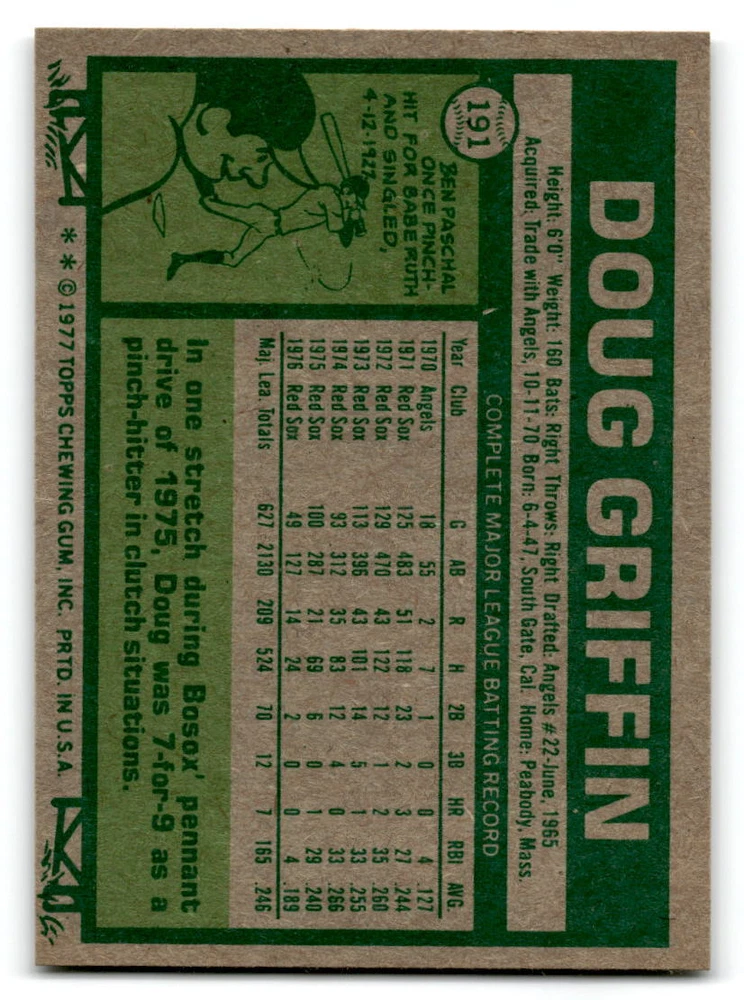 DOUG GRIFFIN
191
Height: 6'0" Weight: 160 Bats: Right Throws: Right Drafted: Angels #22-June, 1965
Acquired: Trade with Angels, 10-11-70 Born: 6-4-47, South Gate, Cal. Home: Peabody, Mass.
COMPLETE MAJOR LEAGUE BATTING RECORD
BEN PASCHAL
ONCE PINCH-
HIT FOR BABE RUTH
AND SINGLED,
4-12-1927.
Year Club G AB R H 2B 3B HR RBI AVG.
1970 Angels 18 55 2 7 1 0 0 4 .127
1971 Red Sox 125 483 51 118 23 2 3 27 .244
1972 Red Sox 129 470 43 122 12 1 2 35 .260
1973 Red Sox 113 396 43 101 14 5 1 33 .255
1974 Red Sox 93 312 35 83 12 4 0 33 .266
1975 Red Sox 100 287 21 69 6 0 1 29 .240
1976 Red Sox 49 127 14 24 2 0 0 4 .189
Maj. Lea. Totals 627 2130 209 524 70 12 7 165 .246
In one stretch during Bosox' pennant
drive of 1975, Doug was 7-for-9 as a
pinch-hitter in clutch situations.
* * © 1977 TOPPS CHEWING GUM, INC. PRTD. IN U.S.A.